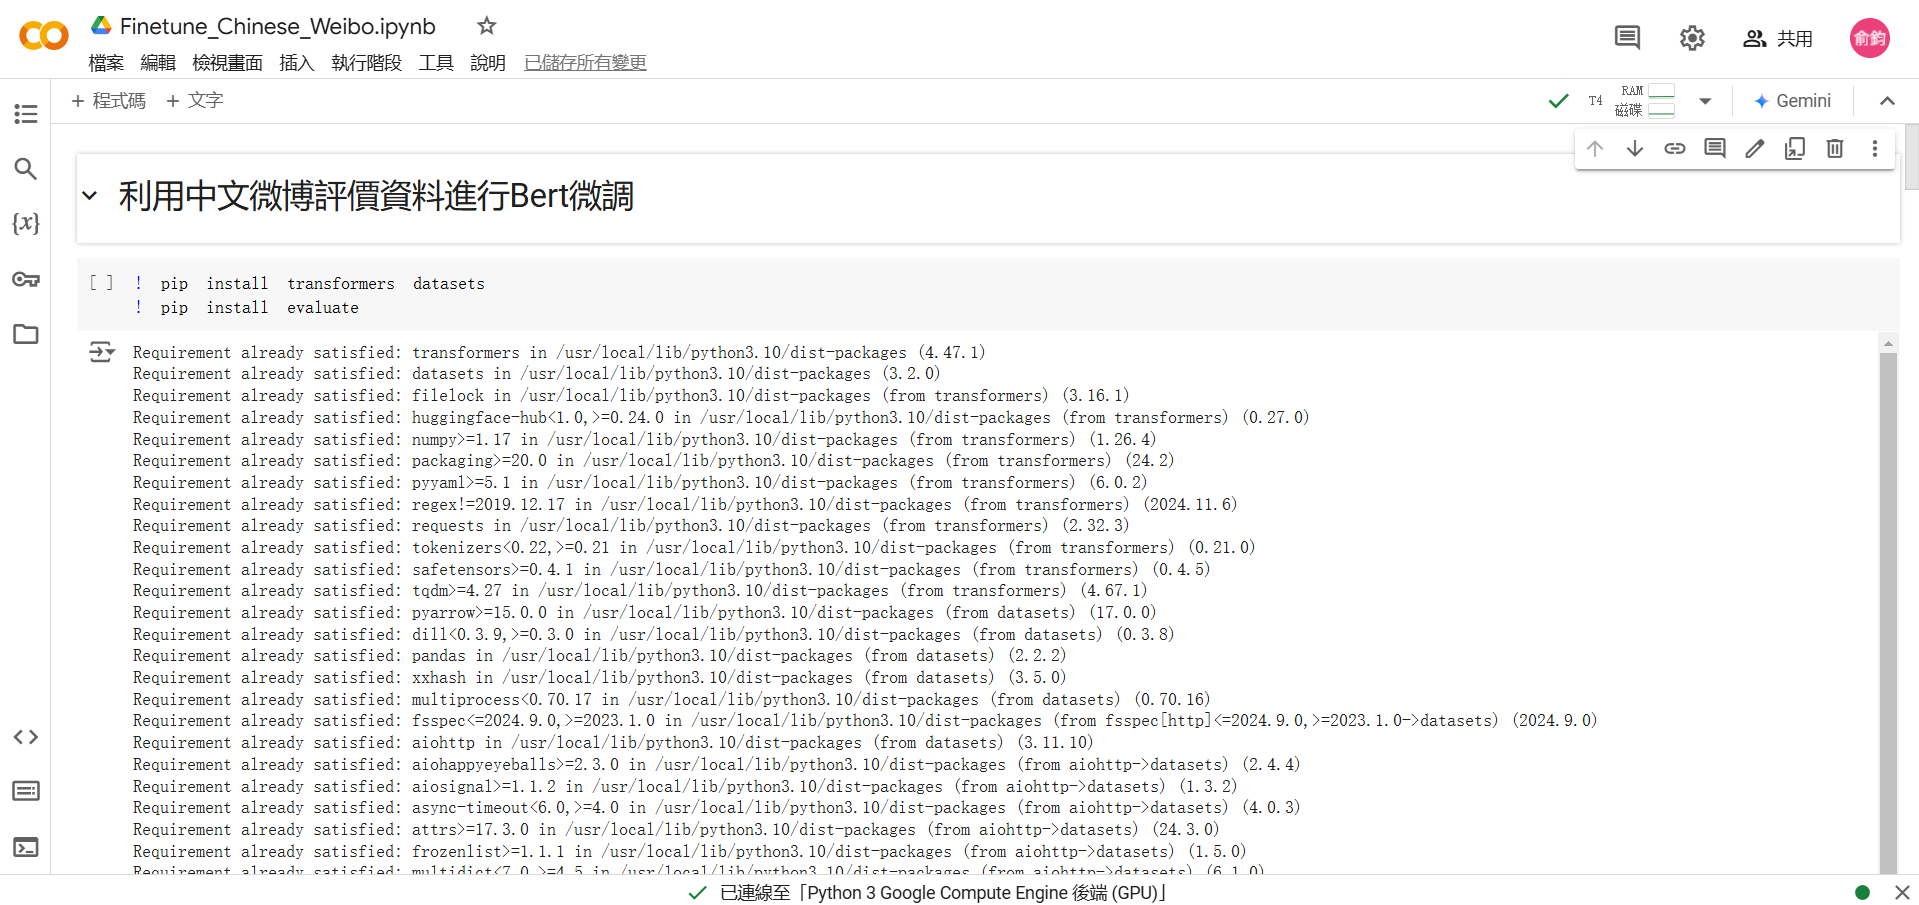 Finetune_Chinese_Weibo.ipynb
檔案 編輯 檢視畫面 插入 執行階段 工具 說明 已儲存所有變更
共用
俞鈞
+ 程式碼 + 文字
T4
RAM
磁碟
Gemini
利用中文微博評價資料進行Bert微調
[ ] ! pip install transformers datasets
! pip install evaluate
Requirement already satisfied: transformers in /usr/local/lib/python3.10/dist-packages (4.47.1)
Requirement already satisfied: datasets in /usr/local/lib/python3.10/dist-packages (3.2.0)
Requirement already satisfied: filelock in /usr/local/lib/python3.10/dist-packages (from transformers) (3.16.1)
Requirement already satisfied: huggingface-hub<1.0,>=0.24.0 in /usr/local/lib/python3.10/dist-packages (from transformers) (0.27.0)
Requirement already satisfied: numpy>=1.17 in /usr/local/lib/python3.10/dist-packages (from transformers) (1.26.4)
Requirement already satisfied: packaging>=20.0 in /usr/local/lib/python3.10/dist-packages (from transformers) (24.2)
Requirement already satisfied: pyyaml>=5.1 in /usr/local/lib/python3.10/dist-packages (from transformers) (6.0.2)
Requirement already satisfied: regex!=2019.12.17 in /usr/local/lib/python3.10/dist-packages (from transformers) (2024.11.6)
Requirement already satisfied: requests in /usr/local/lib/python3.10/dist-packages (from transformers) (2.32.3)
Requirement already satisfied: tokenizers<0.22,>=0.21 in /usr/local/lib/python3.10/dist-packages (from transformers) (0.21.0)
Requirement already satisfied: safetensors>=0.4.1 in /usr/local/lib/python3.10/dist-packages (from transformers) (0.4.5)
Requirement already satisfied: tqdm>=4.27 in /usr/local/lib/python3.10/dist-packages (from transformers) (4.67.1)
Requirement already satisfied: pyarrow>=15.0.0 in /usr/local/lib/python3.10/dist-packages (from datasets) (17.0.0)
Requirement already satisfied: dill<0.3.9,>=0.3.0 in /usr/local/lib/python3.10/dist-packages (from datasets) (0.3.8)
Requirement already satisfied: pandas in /usr/local/lib/python3.10/dist-packages (from datasets) (2.2.2)
Requirement already satisfied: xxhash in /usr/local/lib/python3.10/dist-packages (from datasets) (3.5.0)
Requirement already satisfied: multiprocess<0.70.17 in /usr/local/lib/python3.10/dist-packages (from datasets) (0.70.16)
Requirement already satisfied: fsspec<=2024.9.0,>=2023.1.0 in /usr/local/lib/python3.10/dist-packages (from fsspec[http]<=2024.9.0,>=2023.1.0->datasets) (2024.9.0)
Requirement already satisfied: aiohttp in /usr/local/lib/python3.10/dist-packages (from datasets) (3.11.10)
Requirement already satisfied: aiohappyeyeballs>=2.3.0 in /usr/local/lib/python3.10/dist-packages (from aiohttp->datasets) (2.4.4)
Requirement already satisfied: aiosignal>=1.1.2 in /usr/local/lib/python3.10/dist-packages (from aiohttp->datasets) (1.3.2)
Requirement already satisfied: async-timeout<6.0,>=4.0 in /usr/local/lib/python3.10/dist-packages (from aiohttp->datasets) (4.0.3)
Requirement already satisfied: attrs>=17.3.0 in /usr/local/lib/python3.10/dist-packages (from aiohttp->datasets) (24.3.0)
Requirement already satisfied: frozenlist>=1.1.1 in /usr/local/lib/python3.10/dist-packages (from aiohttp->datasets) (1.5.0)
Requirement already satisfied: multidict<7.0,>=4.5 in /usr/local/lib/python3.10/dist-packages (from aiohttp->datasets) (6.1.0)
已連線至「Python 3 Google Compute Engine 後端 (GPU)」